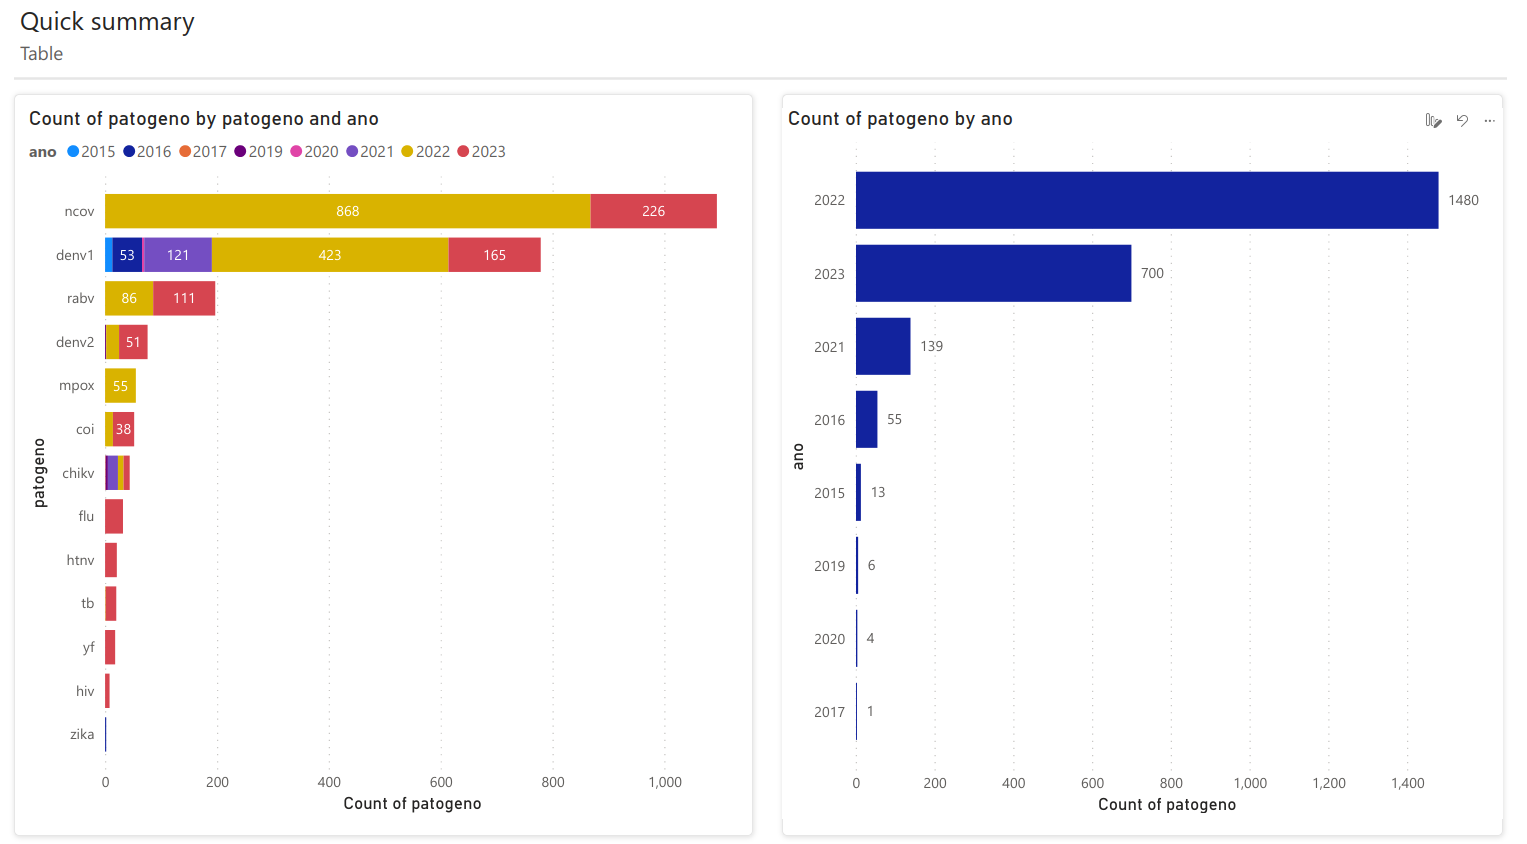 Quick summary
Table
Count of patogeno by patogeno and ano
ano 2015 2016 2017 2019 2020 2021 2022 2023
patogeno
ncov 868 226
denv1 53 121 423 165
rabv 86 111
denv2 51
mpox 55
coi 38
chikv
flu
htnv
tb
yf
hiv
zika
0 200 400 600 800 1,000
Count of patogeno
Count of patogeno by ano
ano
2022 1480
2023 700
2021 139
2016 55
2015 13
2019 6
2020 4
2017 1
0 200 400 600 800 1,000 1,200 1,400
Count of patogeno